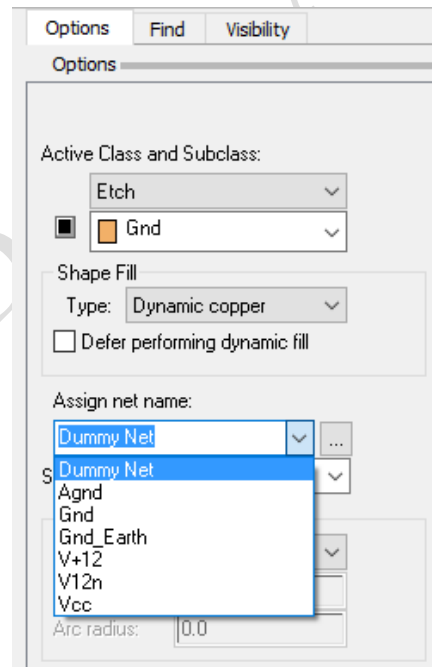 Options Find Visibility
Options
Active Class and Subclass:
Etch
Gnd
Shape Fill
Type: Dynamic copper
Defer performing dynamic fill
Assign net name:
Dummy Net ...
S
Dummy Net
Agnd
Gnd
Gnd_Earth
V+12
V12n
Vcc
Arc radius: 0.0